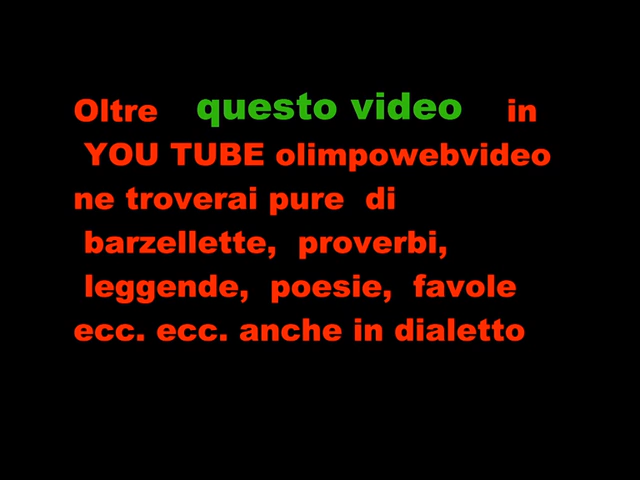 Oltre questo video in
YOU TUBE olimpowebvideo
ne troverai pure di
barzellette, proverbi,
leggende, poesie, favole
ecc. ecc. anche in dialetto